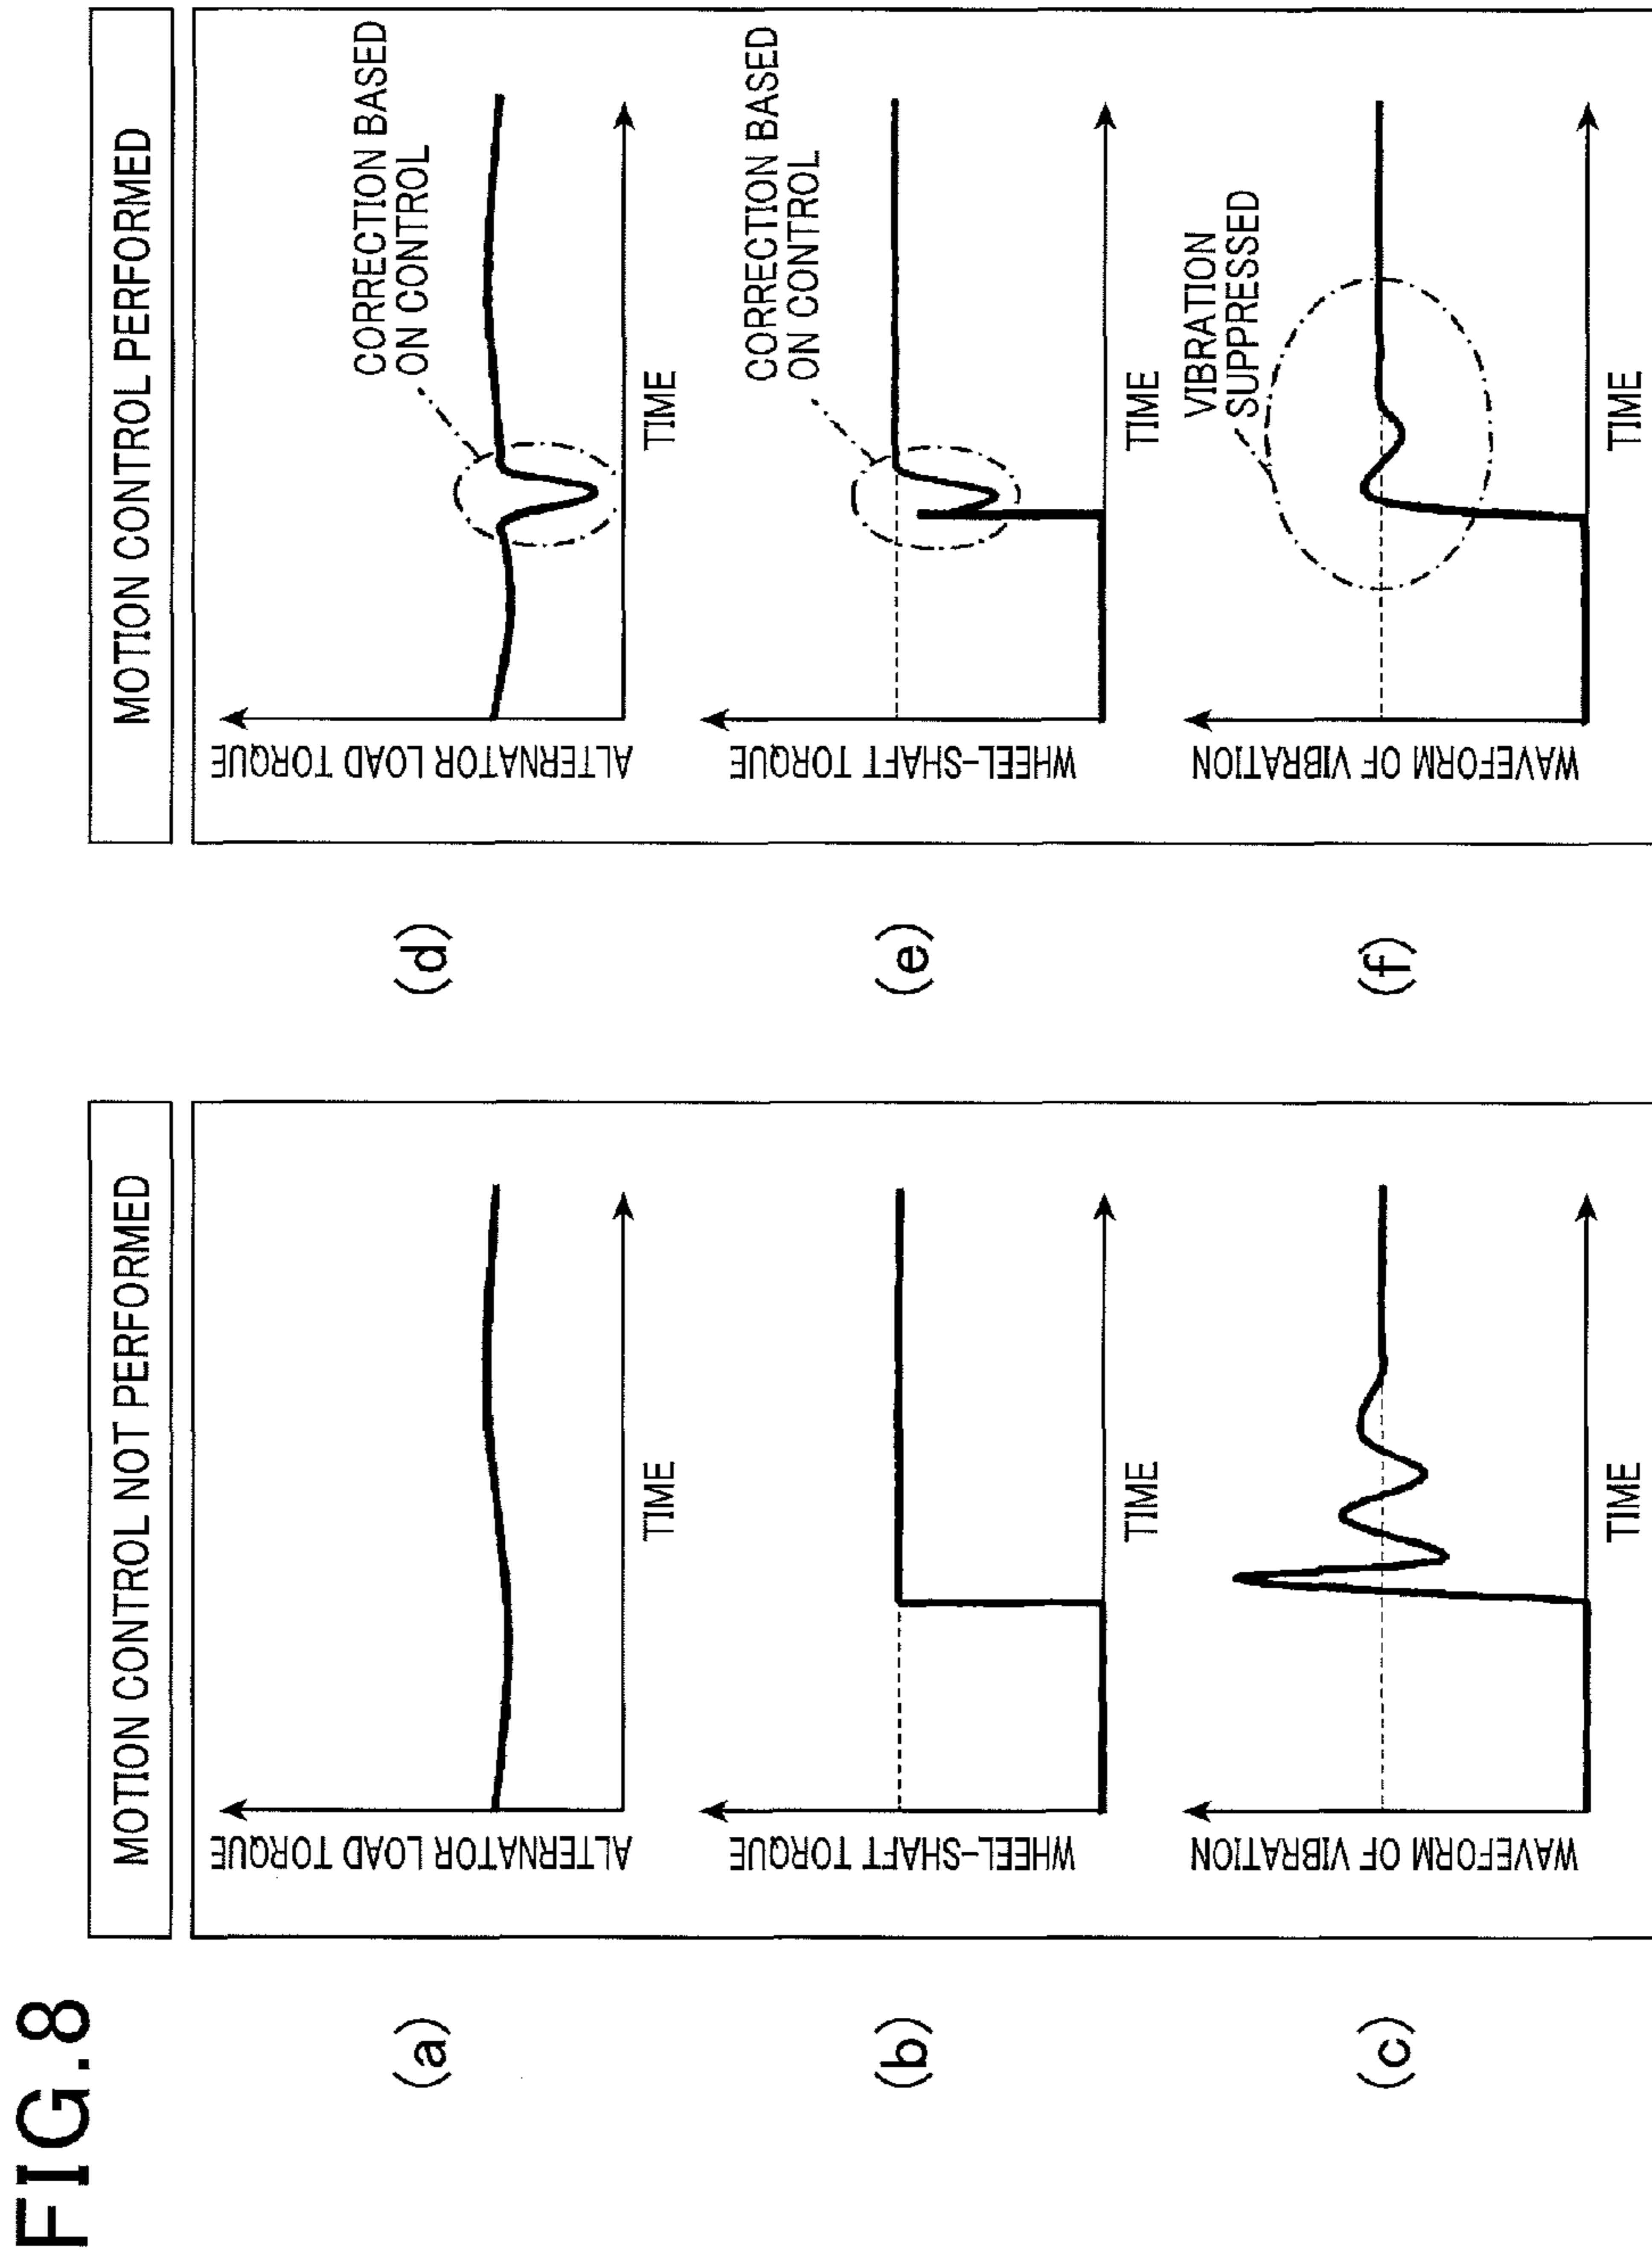 FIG.8
MOTION CONTROL NOT PERFORMED
(a)
ALTERNATOR LOAD TORQUE
TIME
(b)
WHEEL-SHAFT TORQUE
TIME
(c)
WAVEFORM OF VIBRATION
TIME
MOTION CONTROL PERFORMED
(d)
ALTERNATOR LOAD TORQUE
CORRECTION BASED
ON CONTROL
TIME
(e)
WHEEL-SHAFT TORQUE
CORRECTION BASED
ON CONTROL
TIME
(f)
WAVEFORM OF VIBRATION
VIBRATION
SUPPRESSED
TIME